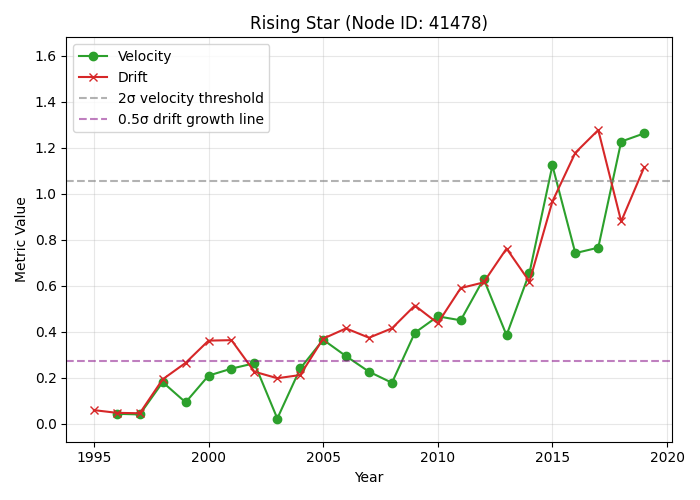 Rising Star (Node ID: 41478)
Velocity
Drift
2σ velocity threshold
0.5σ drift growth line
Metric Value
1.6
1.4
1.2
1.0
0.8
0.6
0.4
0.2
0.0
1995 2000 2005 2010 2015 2020
Year